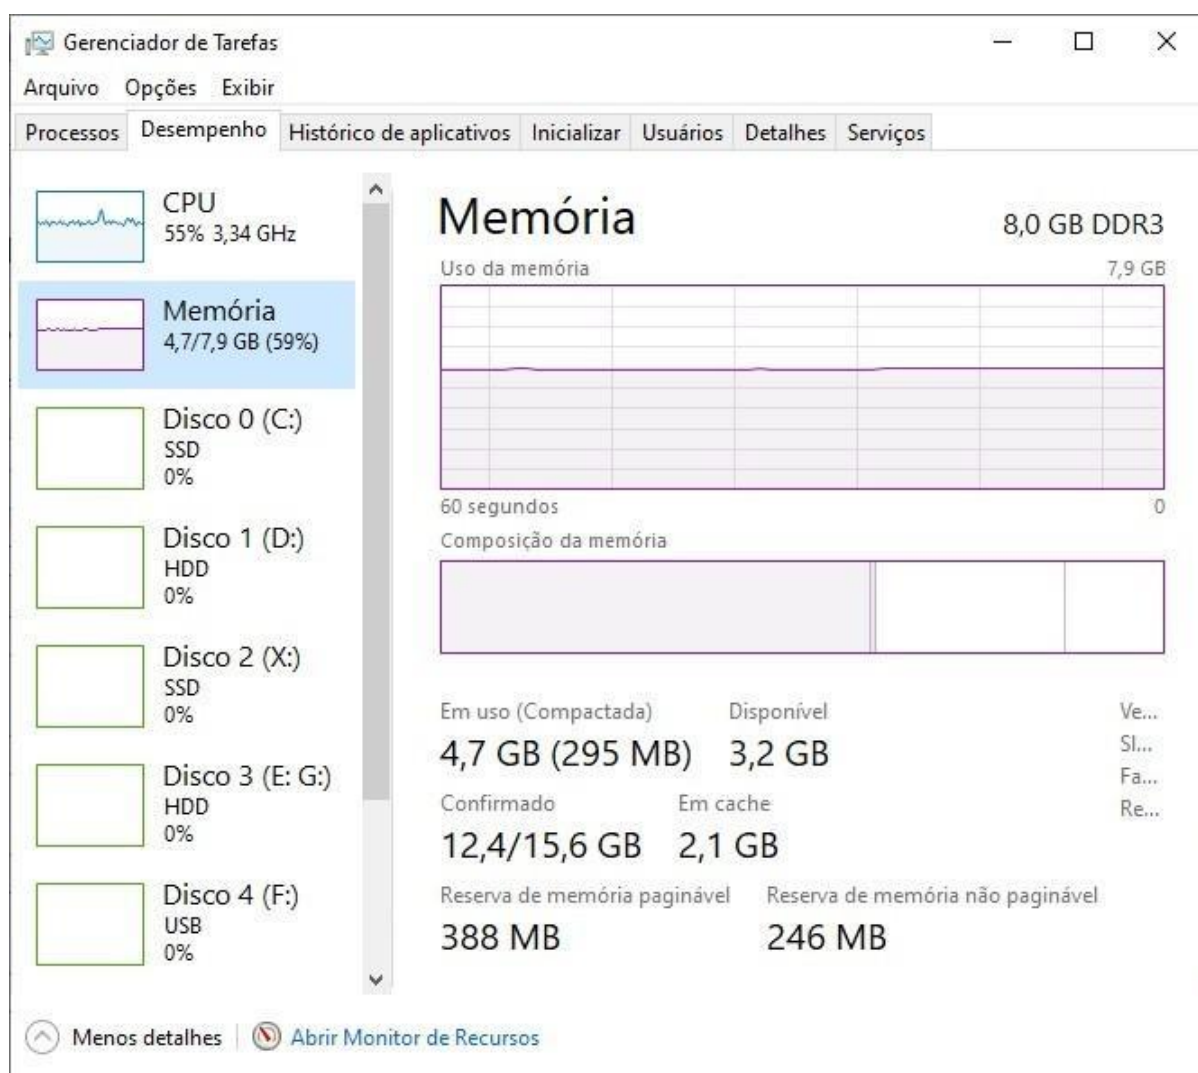 Gerenciador de Tarefas
Arquivo Opções Exibir
Processos Desempenho Histórico de aplicativos Inicializar Usuários Detalhes Serviços
CPU
55% 3,34 GHz
Memória
4,7/7,9 GB (59%)
Disco 0 (C:)
SSD
0%
Disco 1 (D:)
HDD
0%
Disco 2 (X:)
SSD
0%
Disco 3 (E: G:)
HDD
0%
Disco 4 (F:)
USB
0%
Memória 8,0 GB DDR3
Uso da memória 7,9 GB
60 segundos 0
Composição da memória
Em uso (Compactada) Disponível
4,7 GB (295 MB) 3,2 GB
Confirmado Em cache
12,4/15,6 GB 2,1 GB
Reserva de memória paginável Reserva de memória não paginável
388 MB 246 MB
Ve...
Sl...
Fa...
Re...
Menos detalhes Abrir Monitor de Recursos